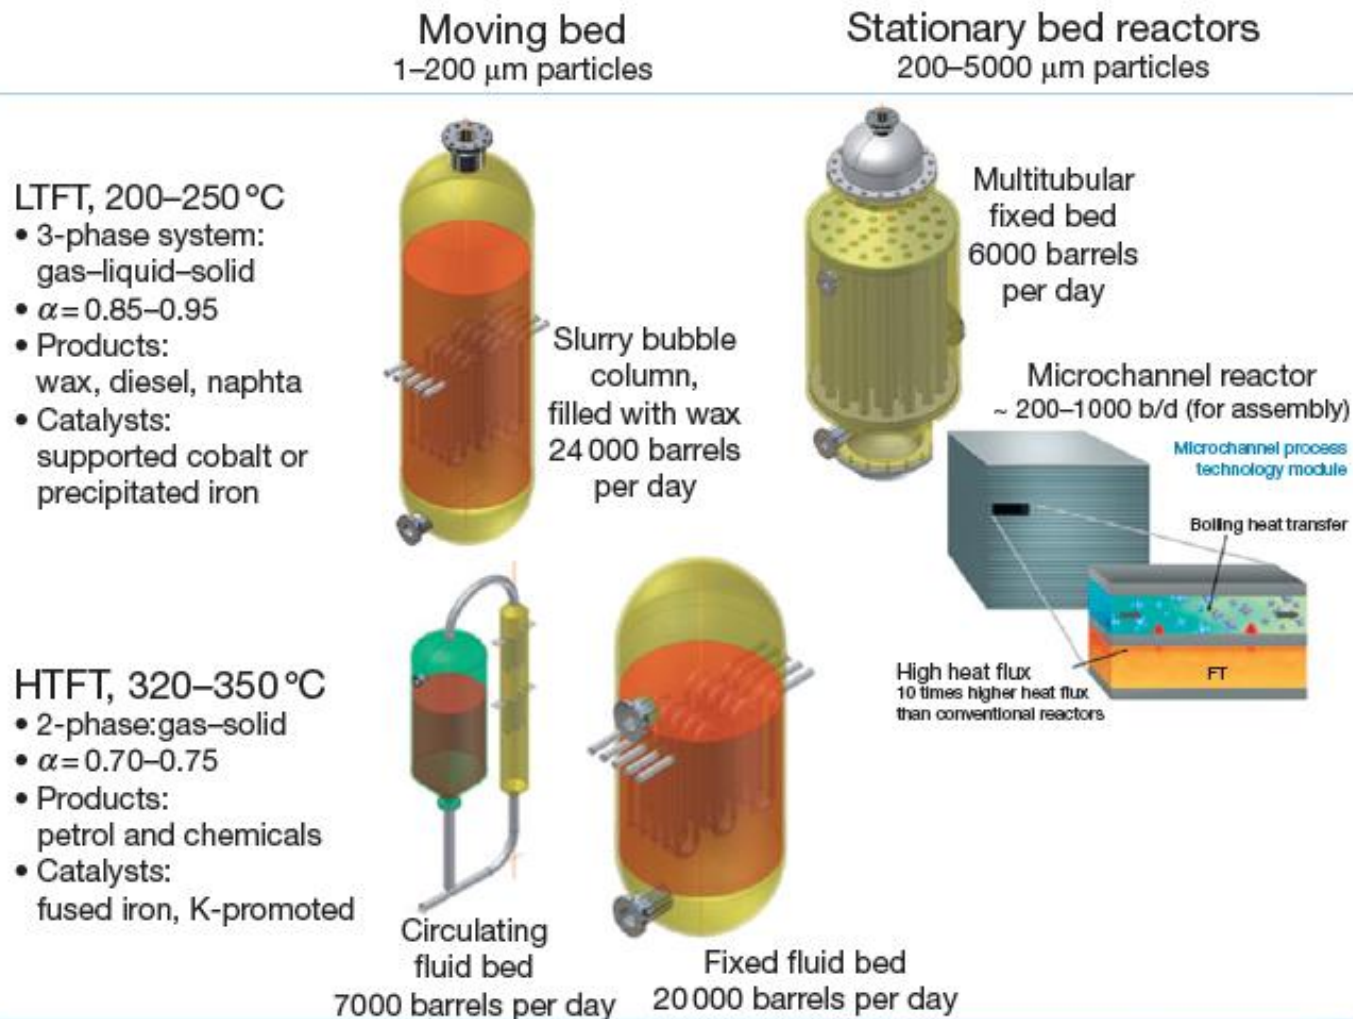 Moving bed
1–200 μm particles
Stationary bed reactors
200–5000 μm particles
LTFT, 200–250 °C
• 3-phase system:
gas–liquid–solid
• α = 0.85–0.95
• Products:
wax, diesel, naphta
• Catalysts:
supported cobalt or
precipitated iron
Slurry bubble
column,
filled with wax
24 000 barrels
per day
Multitubular
fixed bed
6000 barrels
per day
Microchannel reactor
~ 200–1000 b/d (for assembly)
Microchannel process
technology module
Boiling heat transfer
High heat flux
10 times higher heat flux
than conventional reactors
FT
HTFT, 320–350 °C
• 2-phase:gas–solid
• α = 0.70–0.75
• Products:
petrol and chemicals
• Catalysts:
fused iron, K-promoted
Circulating
fluid bed
7000 barrels per day
Fixed fluid bed
20 000 barrels per day